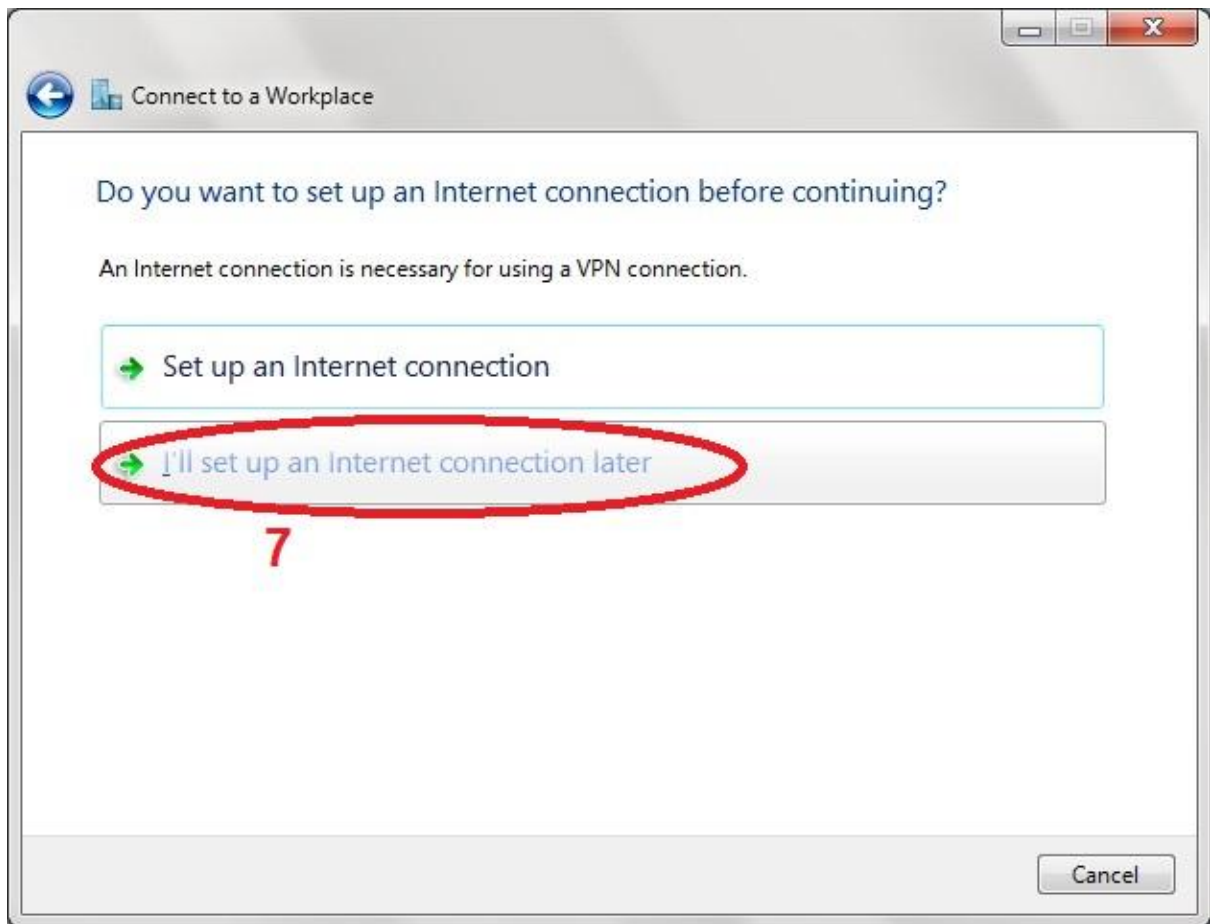 Connect to a Workplace
Do you want to set up an Internet connection before continuing?
An Internet connection is necessary for using a VPN connection.
Set up an Internet connection
I'll set up an Internet connection later
7
Cancel